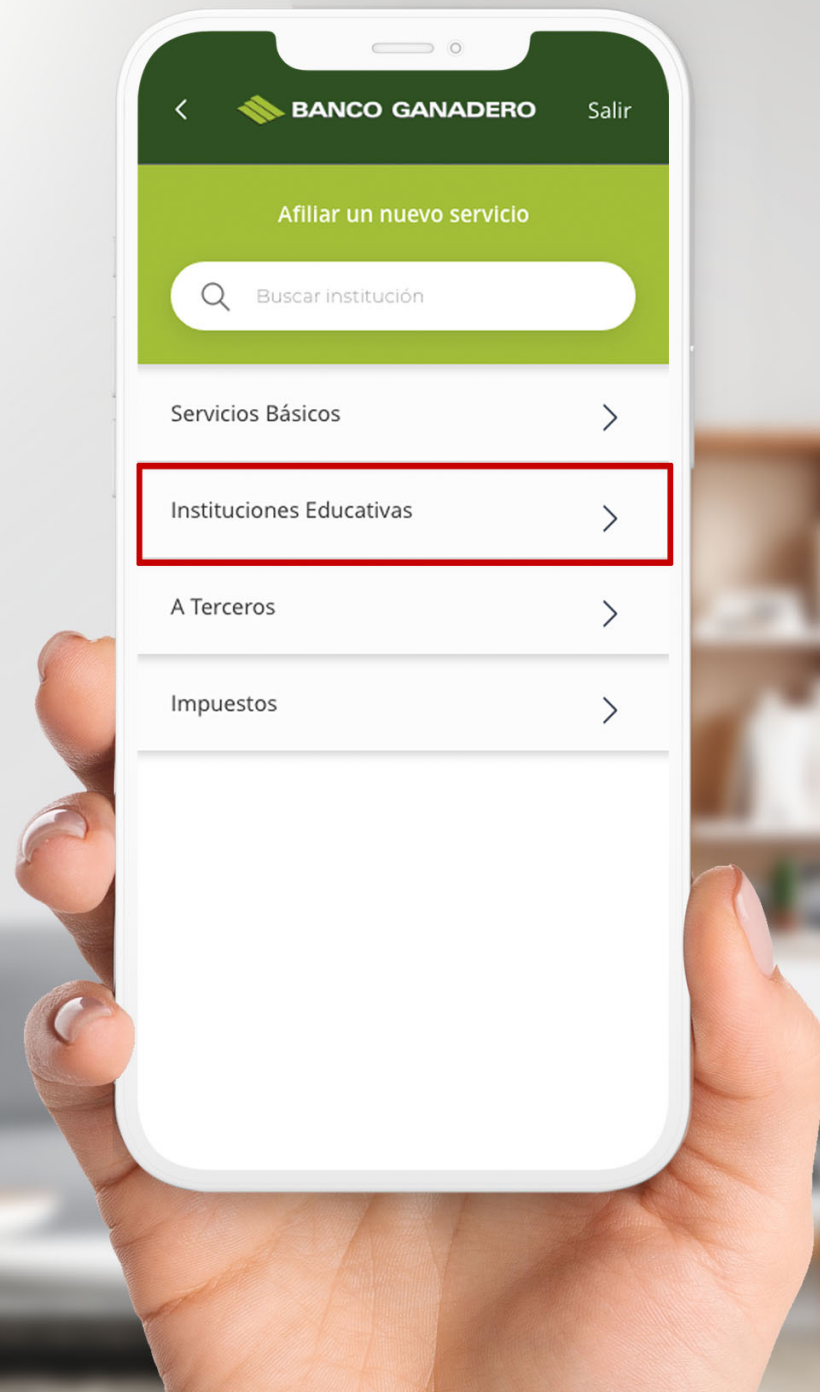 BANCO GANADERO
Salir
Afiliar un nuevo servicio
Buscar institución
Servicios Básicos
Instituciones Educativas
A Terceros
Impuestos